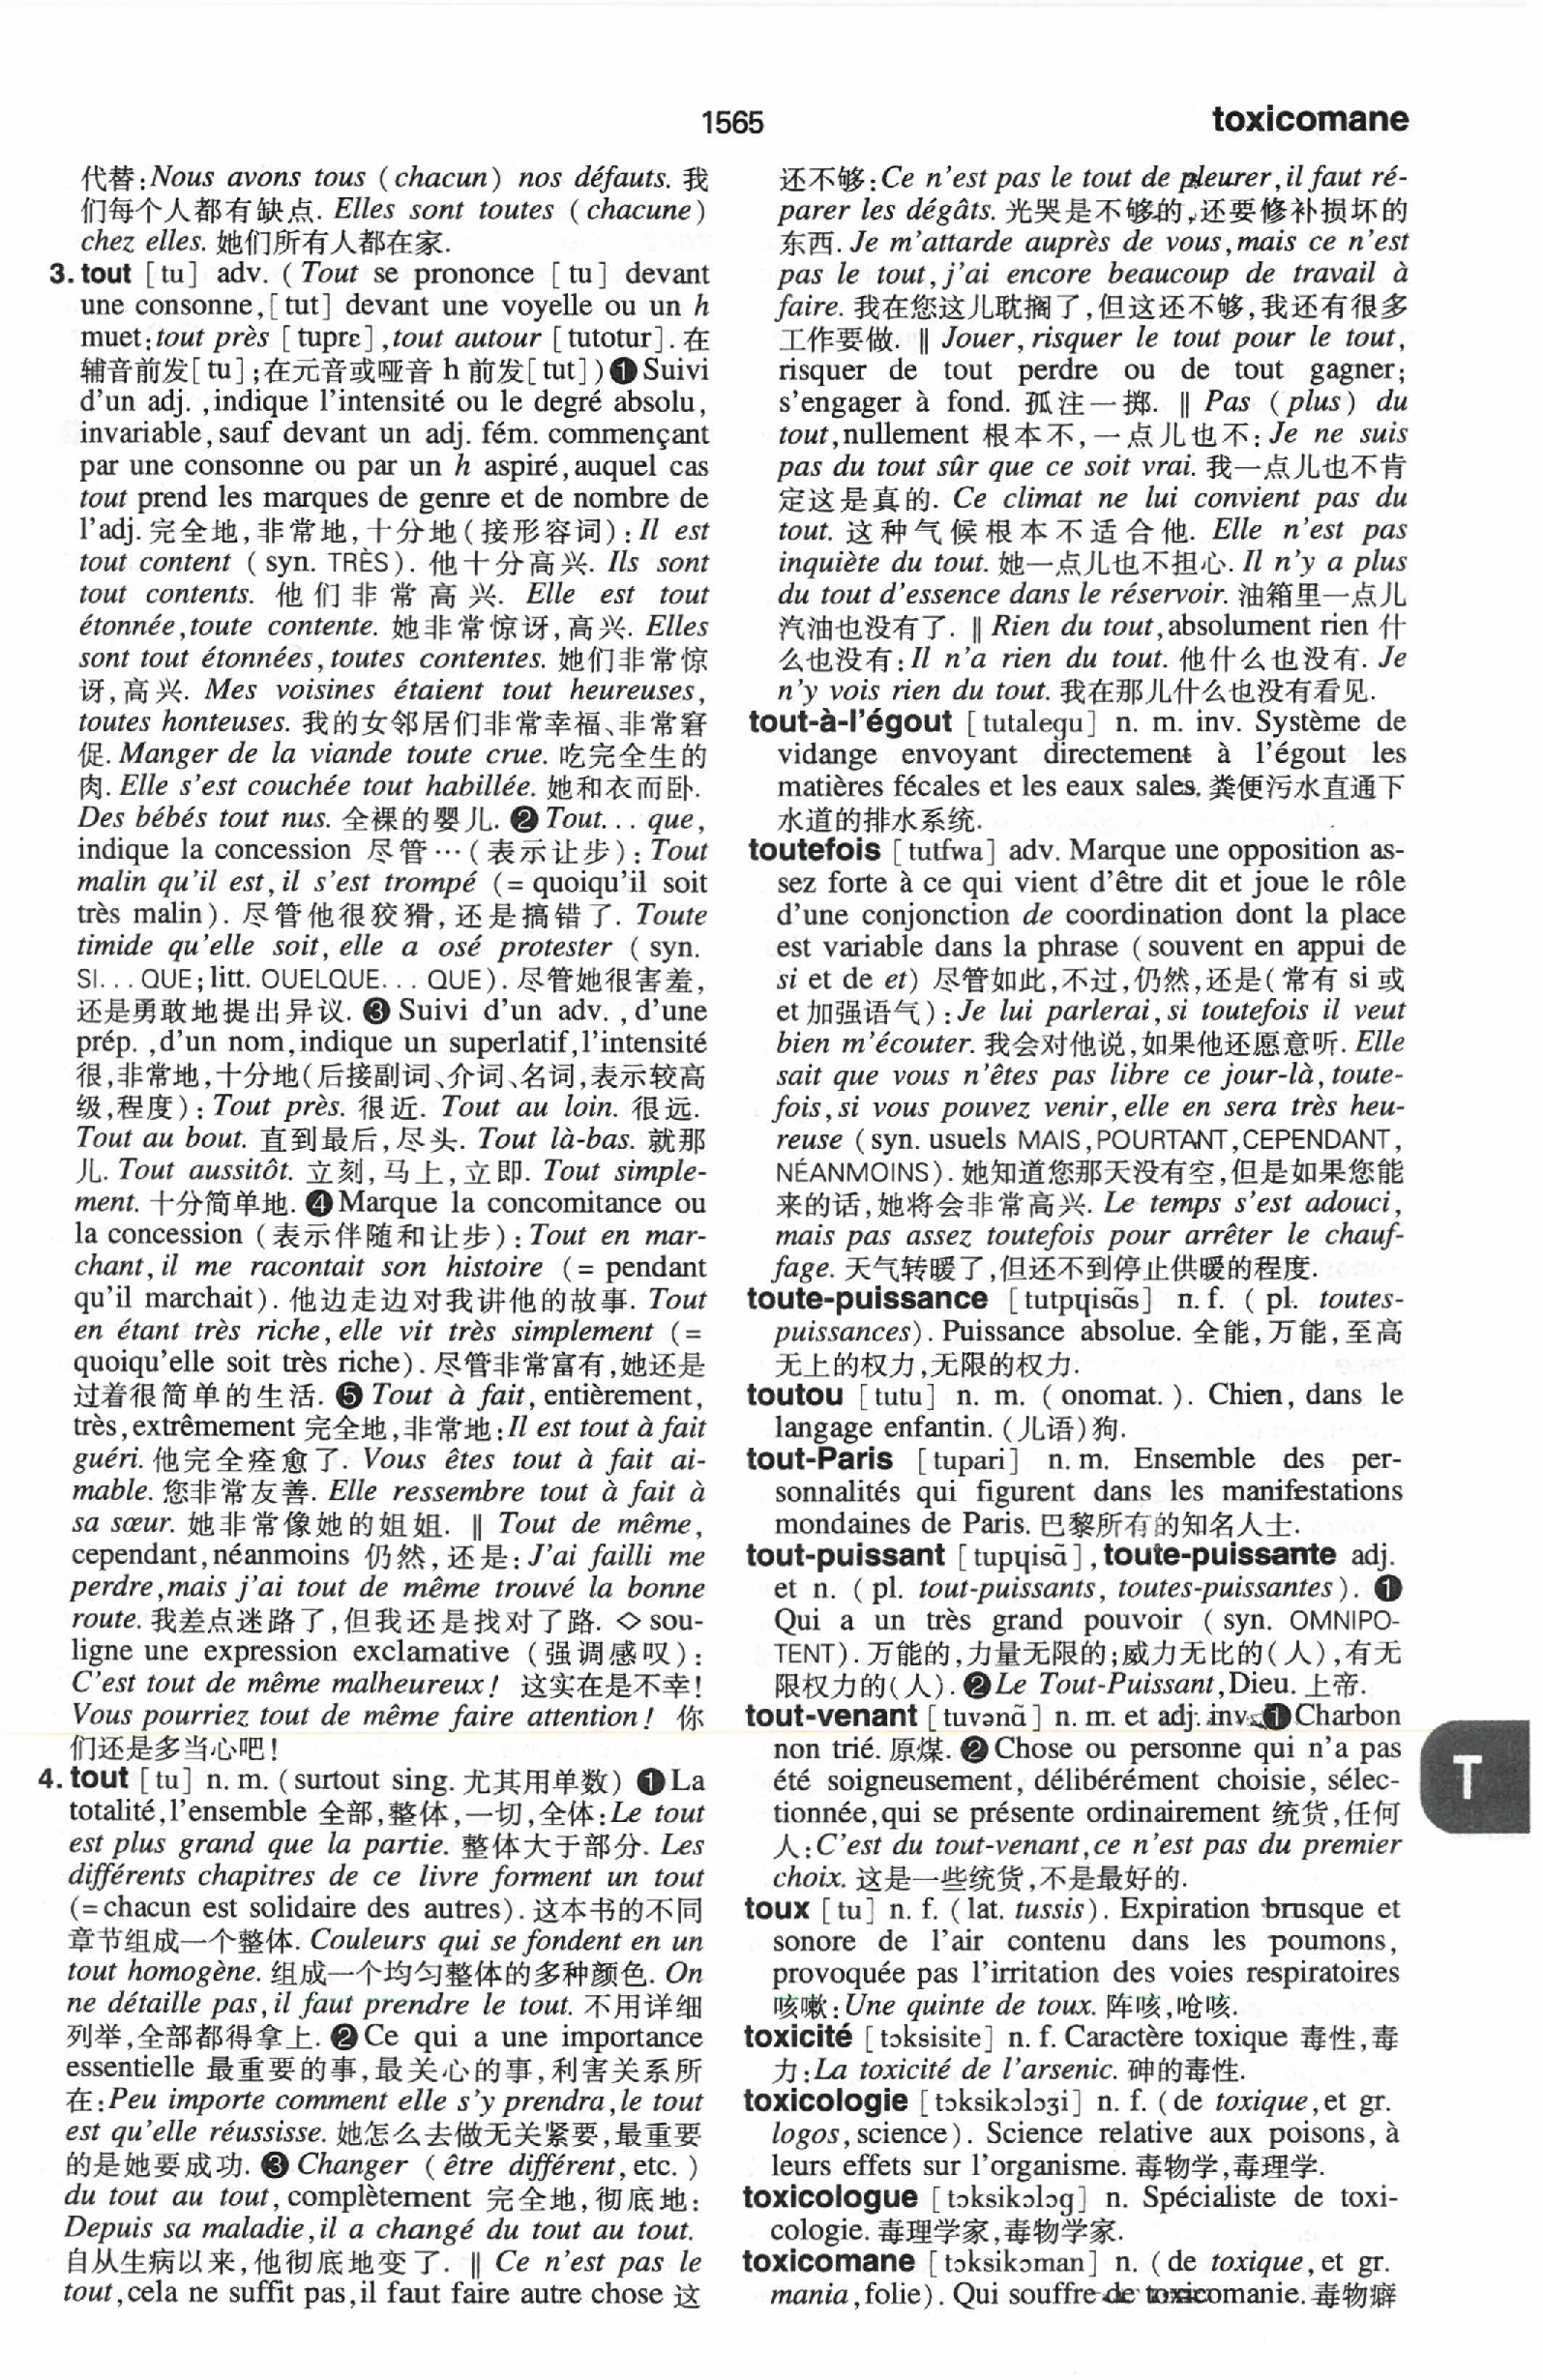 1565
toxicomane
代替:Nous avons tous (chacun) nos défauts. 我
们每个人都有缺点. Elles sont toutes (chacune)
chez elles. 她们所有人都在家.
3. tout [tu] adv. (Tout se prononce [tu] devant
une consonne,[tut] devant une voyelle ou un h
muet:tout près [tuprɛ],tout autour [tutotur]. 在
辅音前发[tu];在元音或哑音 h 前发[tut])❶Suivi
d'un adj. ,indique l'intensité ou le degré absolu,
invariable,sauf devant un adj. fém. commençant
par une consonne ou par un h aspiré,auquel cas
tout prend les marques de genre et de nombre de
l'adj. 完全地,非常地,十分地(接形容词):Il est
tout content (syn. TRÈS). 他十分高兴. Ils sont
tout contents. 他们非常高兴. Elle est tout
étonnée,toute contente. 她非常惊讶,高兴. Elles
sont tout étonnées,toutes contentes. 她们非常惊
讶,高兴. Mes voisines étaient tout heureuses,
toutes honteuses. 我的女邻居们非常幸福、非常窘
促. Manger de la viande toute crue. 吃完全生的
肉. Elle s'est couchée tout habillée. 她和衣而卧.
Des bébés tout nus. 全裸的婴儿. ❷Tout... que,
indique la concession 尽管…(表示让步):Tout
malin qu'il est,il s'est trompé (=quoiqu'il soit
très malin). 尽管他很狡猾,还是搞错了. Toute
timide qu'elle soit,elle a osé protester (syn.
SI... QUE;litt. OUELQUE... QUE). 尽管她很害羞,
还是勇敢地提出异议. ❸Suivi d'un adv. ,d'une
prép. ,d'un nom,indique un superlatif,l'intensité
很,非常地,十分地(后接副词、介词、名词,表示较高
级,程度):Tout près. 很近. Tout au loin. 很远.
Tout au bout. 直到最后,尽头. Tout là-bas. 就那
儿. Tout aussitôt. 立刻,马上,立即. Tout simple-
ment. 十分简单地. ❹Marque la concomitance ou
la concession (表示伴随和让步):Tout en mar-
chant,il me racontait son histoire (=pendant
qu'il marchait). 他边走边对我讲他的故事. Tout
en étant très riche,elle vit très simplement (=
quoiqu'elle soit très riche). 尽管非常富有,她还是
过着很简单的生活. ❺Tout à fait,entièrement,
très,extrêmement 完全地,非常地:Il est tout à fait
guéri. 他完全痊愈了. Vous êtes tout à fait ai-
mable. 您非常友善. Elle ressembre tout à fait à
sa sœur. 她非常像她的姐姐. ‖ Tout de même,
cependant,néanmoins 仍然,还是:J'ai failli me
perdre,mais j'ai tout de même trouvé la bonne
route. 我差点迷路了,但我还是找对了路. ◇ sou-
ligne une expression exclamative (强调感叹):
C'est tout de même malheureux! 这实在是不幸!
Vous pourriez tout de même faire attention! 你
们还是多当心吧!
4. tout [tu] n. m. (surtout sing. 尤其用单数) ❶La
totalité,l'ensemble 全部,整体,一切,全体:Le tout
est plus grand que la partie. 整体大于部分. Les
différents chapitres de ce livre forment un tout
(=chacun est solidaire des autres). 这本书的不同
章节组成一个整体. Couleurs qui se fondent en un
tout homogène. 组成一个均匀整体的多种颜色. On
ne détaille pas,il faut prendre le tout. 不用详细
列举,全部都得拿上. ❷Ce qui a une importance
essentielle 最重要的事,最关心的事,利害关系所
在:Peu importe comment elle s'y prendra,le tout
est qu'elle réussisse. 她怎么去做无关紧要,最重要
的是她要成功. ❸Changer (être différent,etc.)
du tout au tout,complètement 完全地,彻底地:
Depuis sa maladie,il a changé du tout au tout.
自从生病以来,他彻底地变了. ‖ Ce n'est pas le
tout,cela ne suffit pas,il faut faire autre chose 这
还不够:Ce n'est pas le tout de pleurer,il faut ré-
parer les dégâts. 光哭是不够的,还要修补损坏的
东西. Je m'attarde auprès de vous,mais ce n'est
pas le tout,j'ai encore beaucoup de travail à
faire. 我在您这儿耽搁了,但这还不够,我还有很多
工作要做. ‖ Jouer,risquer le tout pour le tout,
risquer de tout perdre ou de tout gagner;
s'engager à fond. 孤注一掷. ‖ Pas (plus) du
tout,nullement 根本不,一点儿也不:Je ne suis
pas du tout sûr que ce soit vrai. 我一点儿也不肯
定这是真的. Ce climat ne lui convient pas du
tout. 这种气候根本不适合他. Elle n'est pas
inquiète du tout. 她一点儿也不担心. Il n'y a plus
du tout d'essence dans le réservoir. 油箱里一点儿
汽油也没有了. ‖ Rien du tout,absolument rien 什
么也没有:Il n'a rien du tout. 他什么也没有. Je
n'y vois rien du tout. 我在那儿什么也没有看见.
tout-à-l'égout [tutalegu] n. m. inv. Système de
vidange envoyant directement à l'égout les
matières fécales et les eaux sales. 粪便污水直通下
水道的排水系统.
toutefois [tutfwa] adv. Marque une opposition as-
sez forte à ce qui vient d'être dit et joue le rôle
d'une conjonction de coordination dont la place
est variable dans la phrase (souvent en appui de
si et de et) 尽管如此,不过,仍然,还是(常有 si 或
et 加强语气):Je lui parlerai,si toutefois il veut
bien m'écouter. 我会对他说,如果他还愿意听. Elle
sait que vous n'êtes pas libre ce jour-là,toute-
fois,si vous pouvez venir,elle en sera très heu-
reuse (syn. usuels MAIS,POURTANT,CEPENDANT,
NÉANMOINS). 她知道您那天没有空,但是如果您能
来的话,她将会非常高兴. Le temps s'est adouci,
mais pas assez toutefois pour arrêter le chauf-
fage. 天气转暖了,但还不到停止供暖的程度.
toute-puissance [tutpɥisɑ̃s] n. f. (pl. toutes-
puissances). Puissance absolue. 全能,万能,至高
无上的权力,无限的权力.
toutou [tutu] n. m. (onomat.). Chien, dans le
langage enfantin. (儿语)狗.
tout-Paris [tupari] n. m. Ensemble des per-
sonnalités qui figurent dans les manifestations
mondaines de Paris. 巴黎所有的知名人士.
tout-puissant [tupɥisɑ̃],toute-puissante adj.
et n. (pl. tout-puissants, toutes-puissantes). ❶
Qui a un très grand pouvoir (syn. OMNIPO-
TENT). 万能的,力量无限的;威力无比的(人),有无
限权力的(人). ❷Le Tout-Puissant,Dieu. 上帝.
tout-venant [tuvənɑ̃] n. m. et adj. inv. ❶Charbon
non trié. 原煤. ❷Chose ou personne qui n'a pas
été soigneusement, délibérément choisie, sélec-
tionnée,qui se présente ordinairement 统货,任何
人:C'est du tout-venant,ce n'est pas du premier
choix. 这是一些统货,不是最好的.
toux [tu] n. f. (lat. tussis). Expiration brusque et
sonore de l'air contenu dans les poumons,
provoquée pas l'irritation des voies respiratoires
咳嗽:Une quinte de toux. 阵咳,呛咳.
toxicité [tɔksisite] n. f. Caractère toxique 毒性,毒
力:La toxicité de l'arsenic. 砷的毒性.
toxicologie [tɔksikɔlɔʒi] n. f. (de toxique,et gr.
logos,science). Science relative aux poisons, à
leurs effets sur l'organisme. 毒物学,毒理学.
toxicologue [tɔksikɔlɔg] n. Spécialiste de toxi-
cologie. 毒理学家,毒物学家.
toxicomane [tɔksikɔman] n. (de toxique,et gr.
mania,folie). Qui souffre de toxicomanie. 毒物癖
T